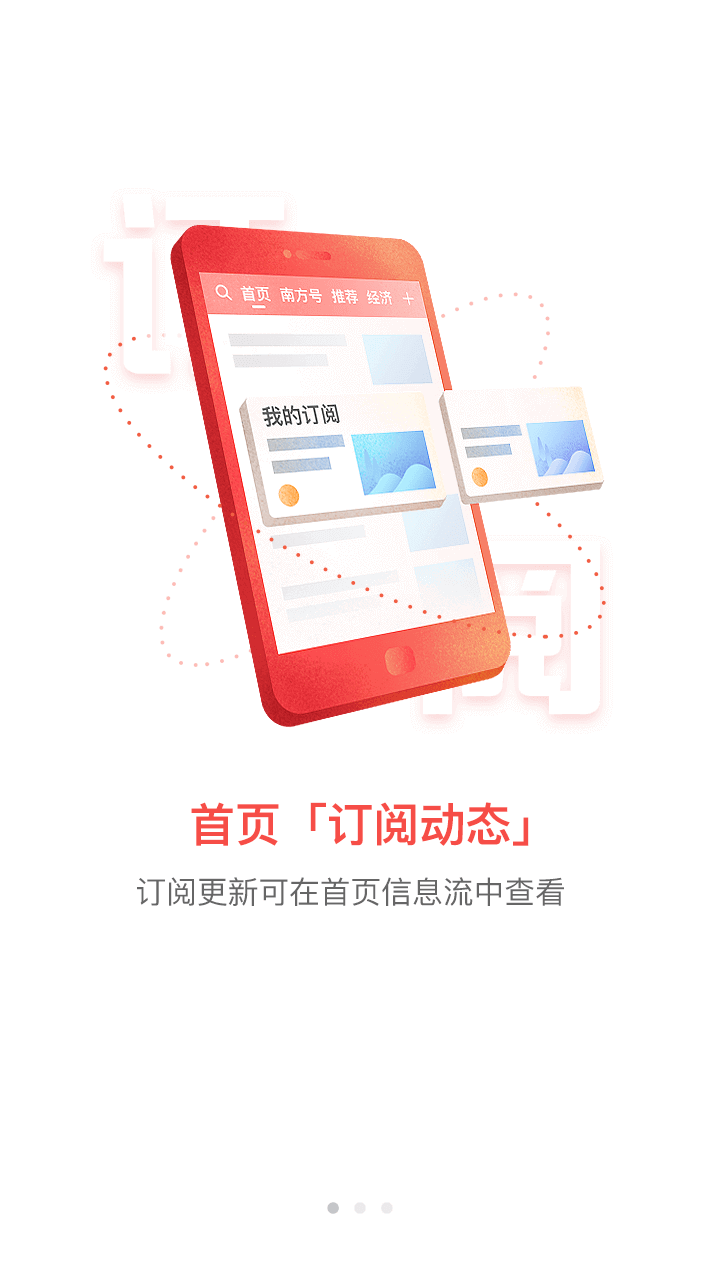 订
首页 南方号 推荐 经济 +
我的订阅
阅
首页「订阅动态」
订阅更新可在首页信息流中查看